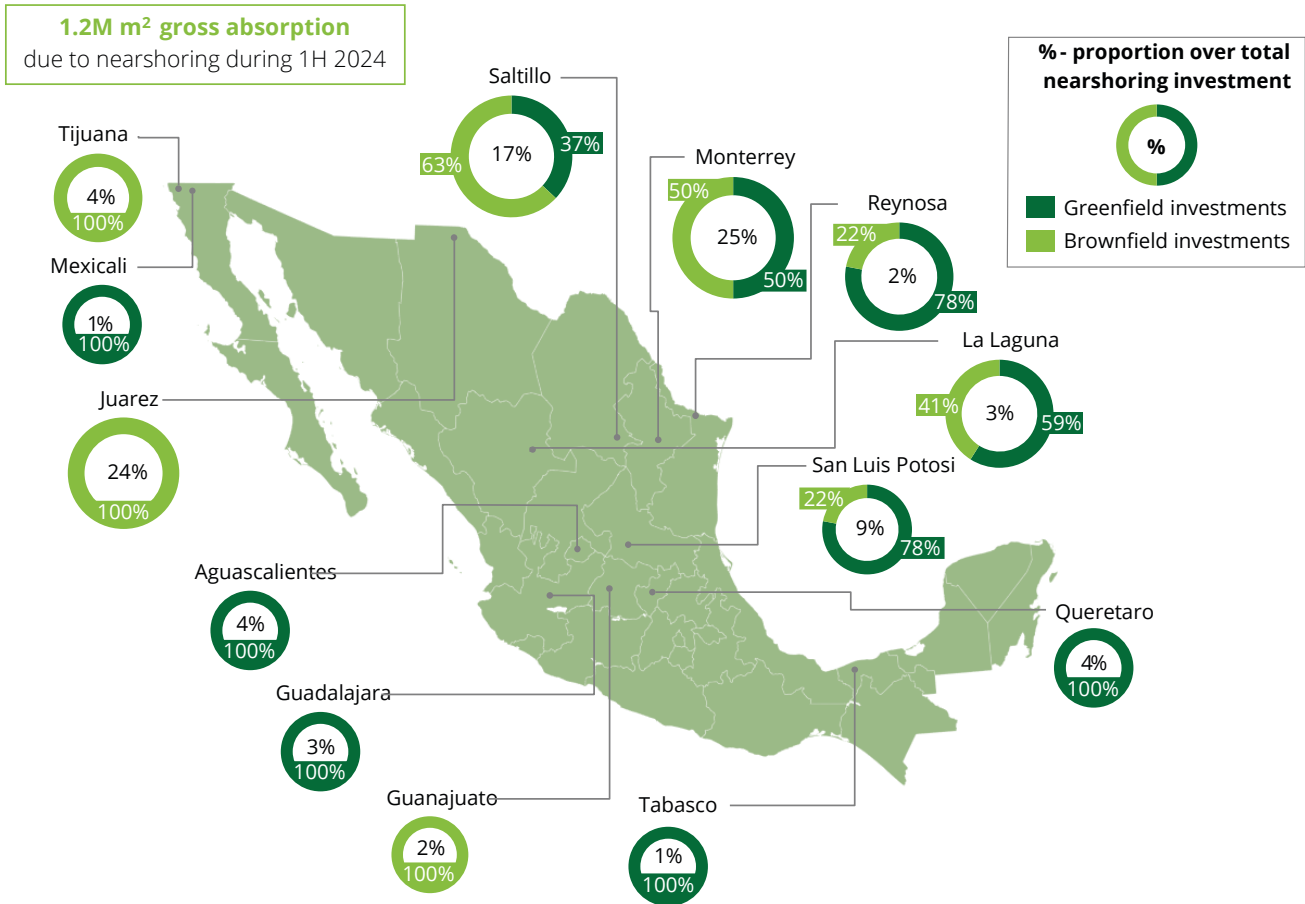 1.2M m² gross absorption
due to nearshoring during 1H 2024
% - proportion over total
nearshoring investment
%
Greenfield investments
Brownfield investments
Saltillo
37%
17%
63%
Tijuana
4%
100%
Monterrey
50%
25%
50%
Reynosa
22%
2%
78%
Mexicali
1%
100%
La Laguna
41%
3%
59%
Juarez
24%
100%
San Luis Potosi
22%
9%
78%
Aguascalientes
4%
100%
Queretaro
4%
100%
Guadalajara
3%
100%
Guanajuato
2%
100%
Tabasco
1%
100%